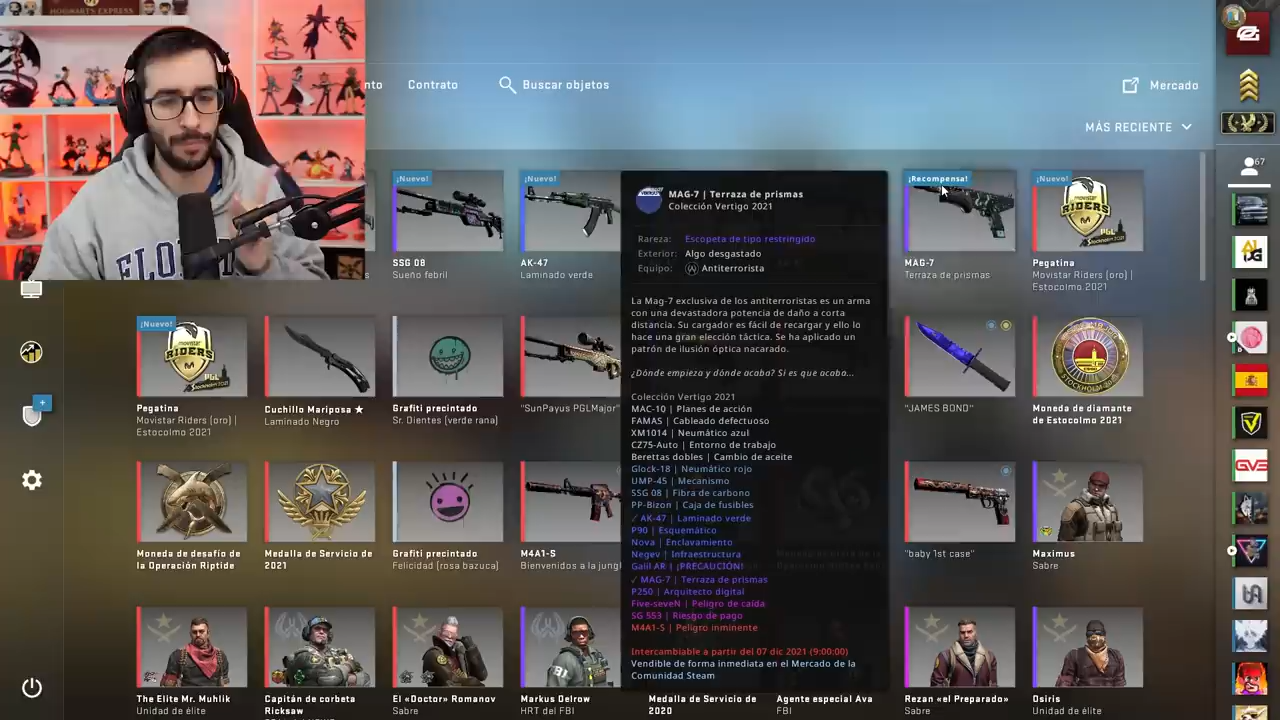 HOGWARTS EXPRESS
nto
Contrato
Buscar objetos
Mercado
MÁS RECIENTE
67
¡Nuevo!
SSG 08
Sueño febril
¡Nuevo!
AK-47
Laminado verde
¡Recompensa!
MAG-7
Terraza de prismas
¡Nuevo!
Pegatina
Movistar Riders (oro) |
Estocolmo 2021
MAG-7 | Terraza de prismas
Colección Vertigo 2021
Rareza: Escopeta de tipo restringido
Exterior: Algo desgastado
Equipo: Antiterrorista
La Mag-7 exclusiva de los antiterroristas es un arma
con una devastadora potencia de daño a corta
distancia. Su cargador es fácil de recargar y ello lo
hace una gran elección táctica. Se ha aplicado un
patrón de ilusión óptica nacarado.
¿Dónde empieza y dónde acaba? Si es que acaba...
Colección Vertigo 2021
MAC-10 | Planes de acción
FAMAS | Cableado defectuoso
XM1014 | Neumático azul
CZ75-Auto | Entorno de trabajo
Berettas dobles | Cambio de aceite
Glock-18 | Neumático rojo
UMP-45 | Mecanismo
SSG 08 | Fibra de carbono
PP-Bizon | Caja de fusibles
✓ AK-47 | Laminado verde
P90 | Esquemático
Nova | Enclavamiento
Negev | Infraestructura
Galil AR | ¡PRECAUCIÓN!
✓ MAG-7 | Terraza de prismas
P250 | Arquitecto digital
Five-seveN | Peligro de caída
SG 553 | Riesgo de pago
M4A1-S | Peligro inminente
Intercambiable a partir del 07 dic 2021 (9:00:00)
Vendible de forma inmediata en el Mercado de la
Comunidad Steam
FLO
¡Nuevo!
RIDERS
Pegatina
Movistar Riders (oro) |
Estocolmo 2021
Cuchillo Mariposa ★
Laminado Negro
Grafiti precintado
Sr. Dientes (verde rana)
"SunPayus PGLMajor"
"JAMES BOND"
Moneda de diamante
de Estocolmo 2021
Moneda de desafío de
la Operación Riptide
Medalla de Servicio de
2021
Grafiti precintado
Felicidad (rosa bazuca)
M4A1-S
Bienvenidos a la jungl
"baby 1st case"
Maximus
Sabre
The Elite Mr. Muhlik
Unidad de élite
Capitán de corbeta
Ricksaw
El «Doctor» Romanov
Sabre
Markus Delrow
HRT del FBI
Medalla de Servicio de
2020
Agente especial Ava
FBI
Rezan «el Preparado»
Sabre
Osiris
Unidad de élite